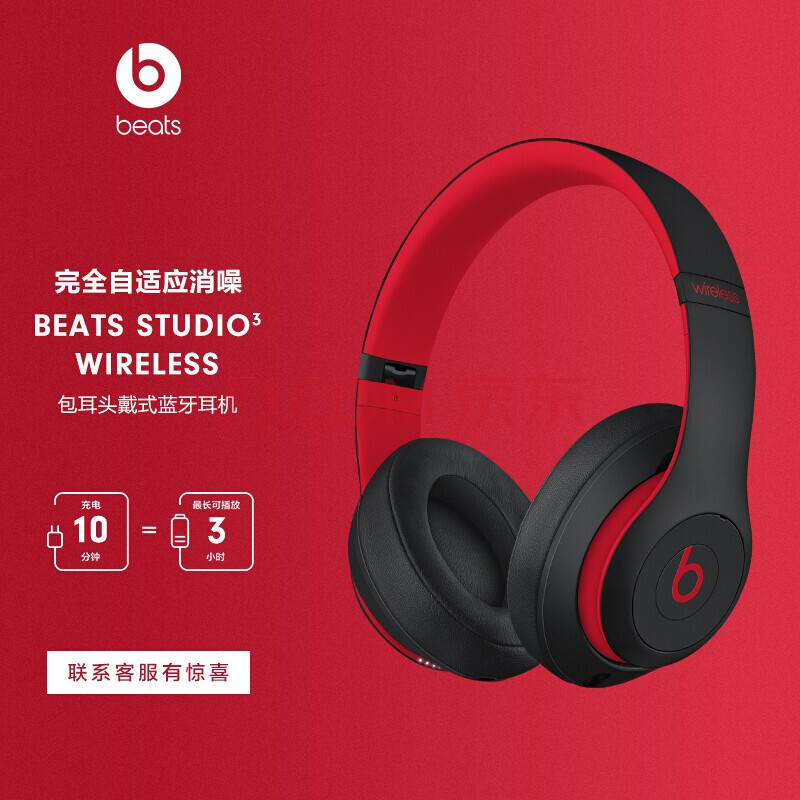 beats
完全自适应消噪
BEATS STUDIO³
WIRELESS
包耳头戴式蓝牙耳机
充电
10
分钟
=
最长可播放
3
小时
联系客服有惊喜
wireless
京东